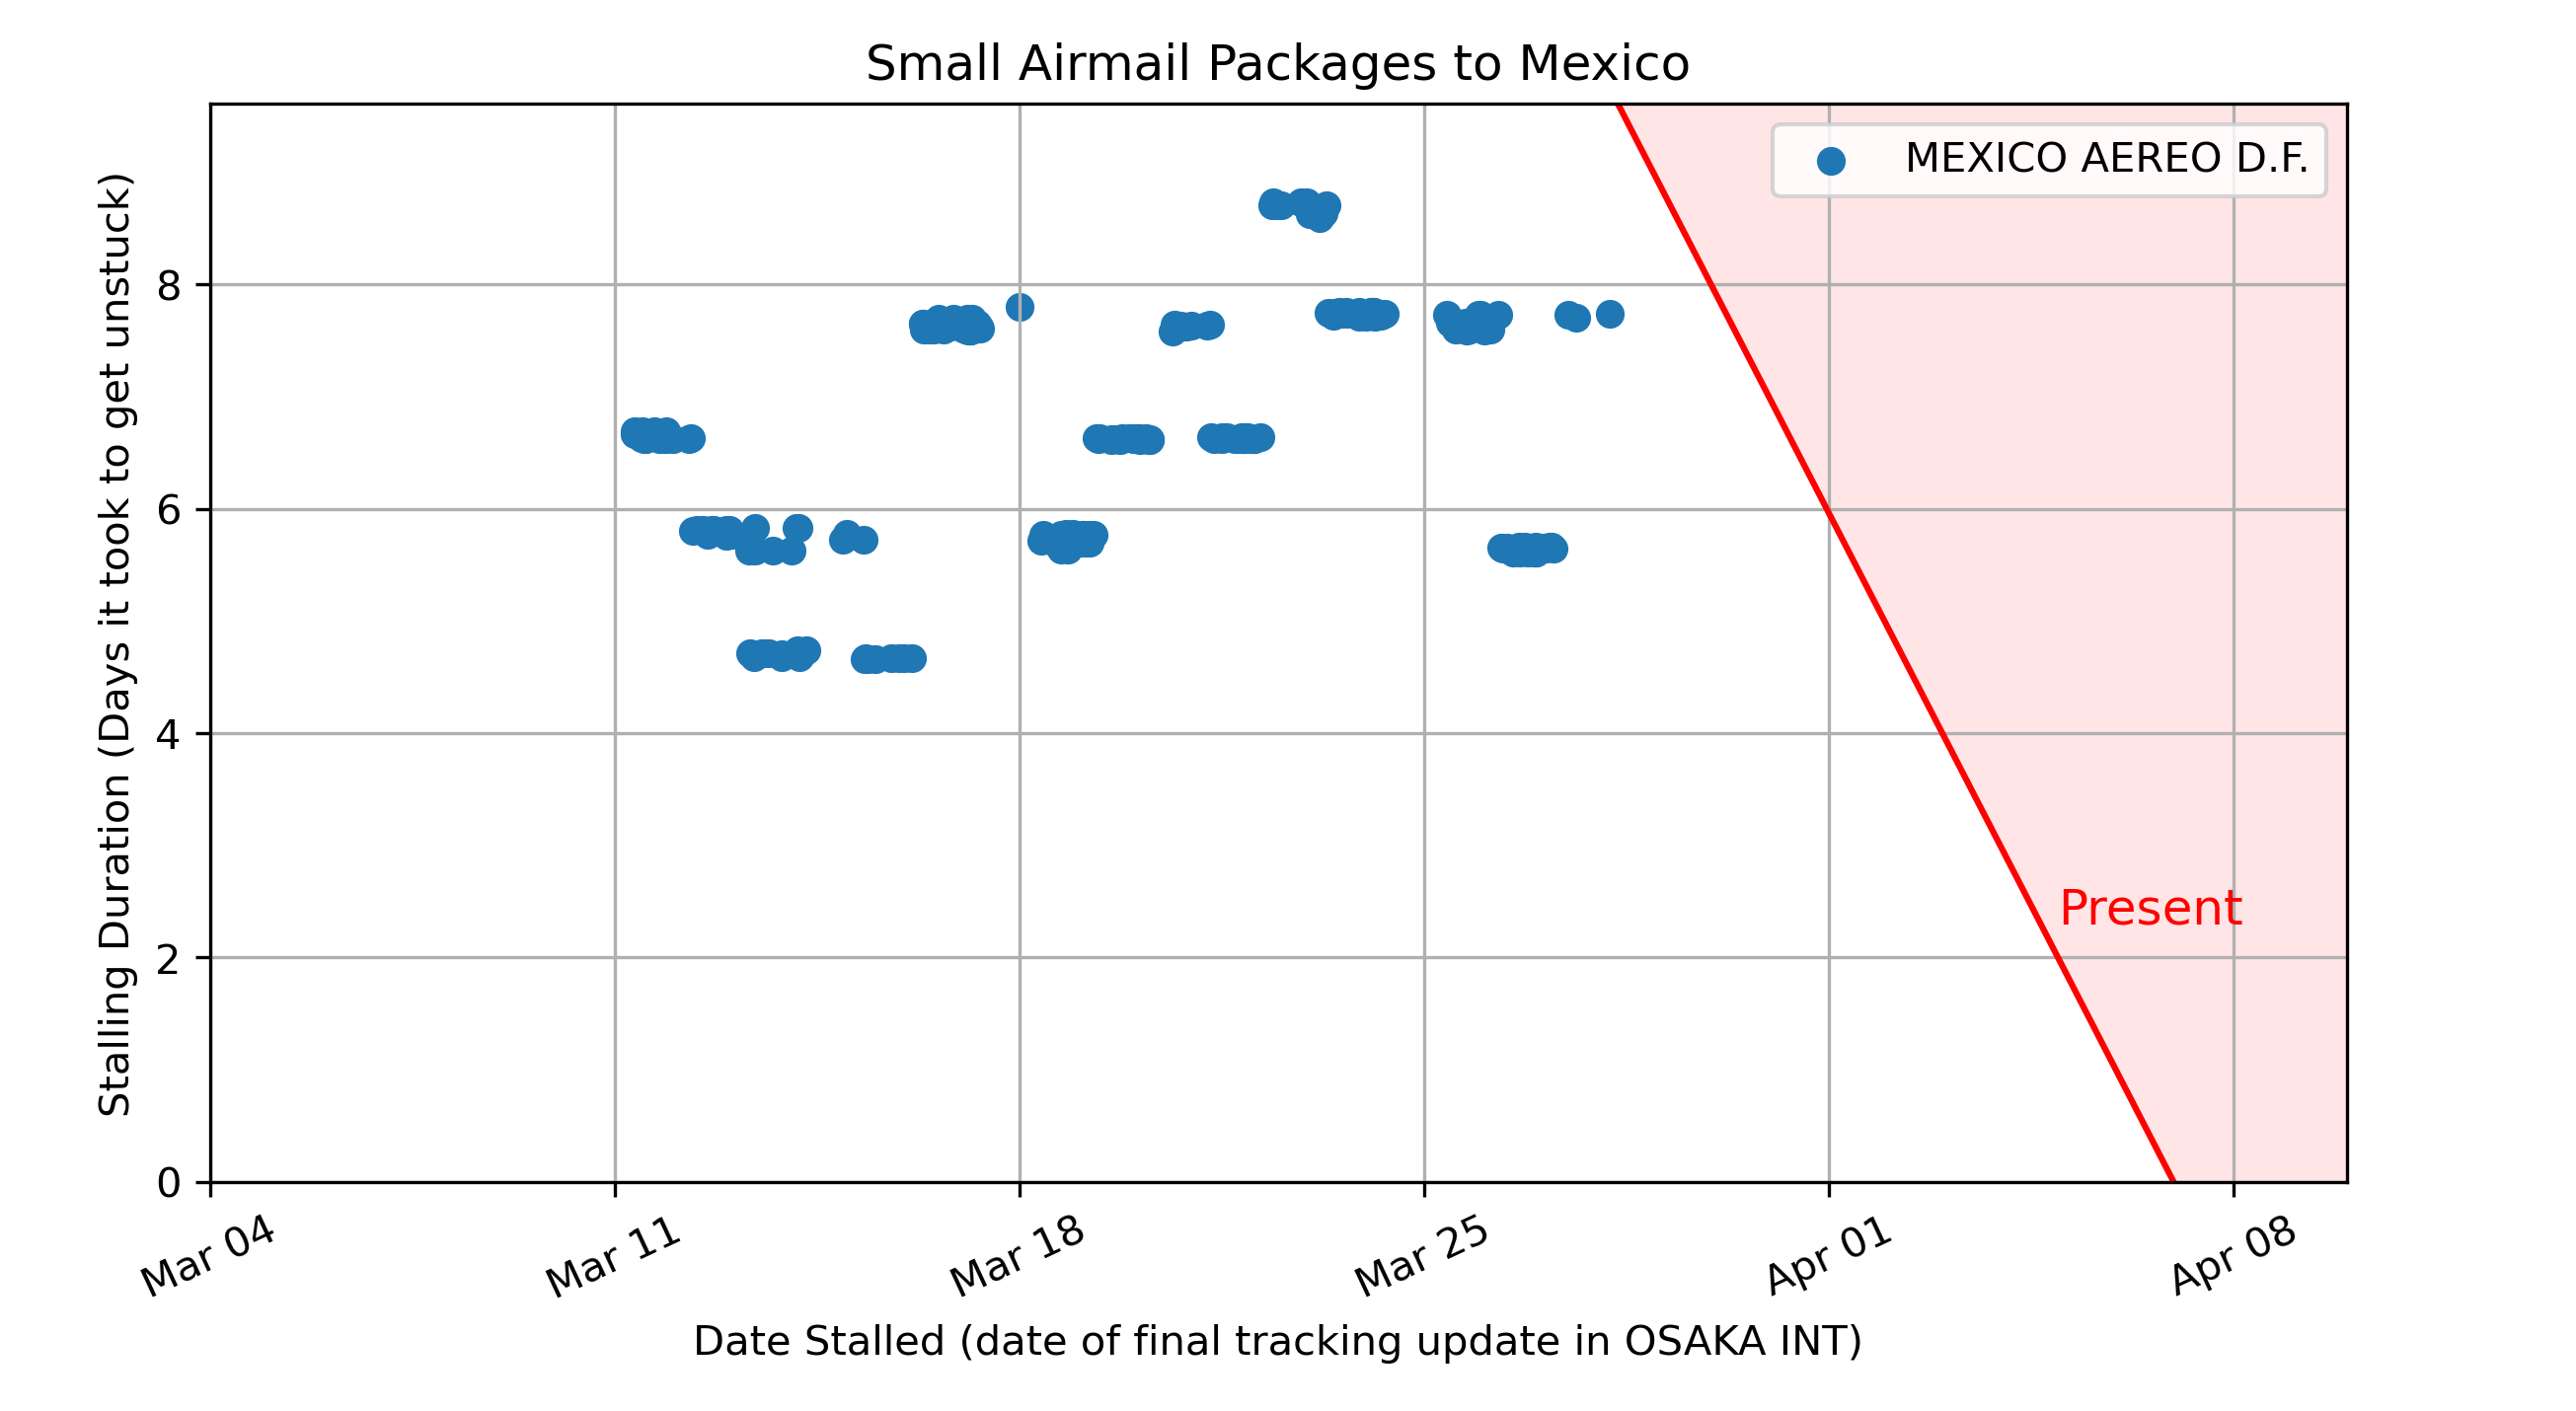 Small Airmail Packages to Mexico
MEXICO AEREO D.F.
Stalling Duration (Days it took to get unstuck)
8
6
4
2
0
Present
Mar 04
Mar 11
Mar 18
Mar 25
Apr 01
Apr 08
Date Stalled (date of final tracking update in OSAKA INT)